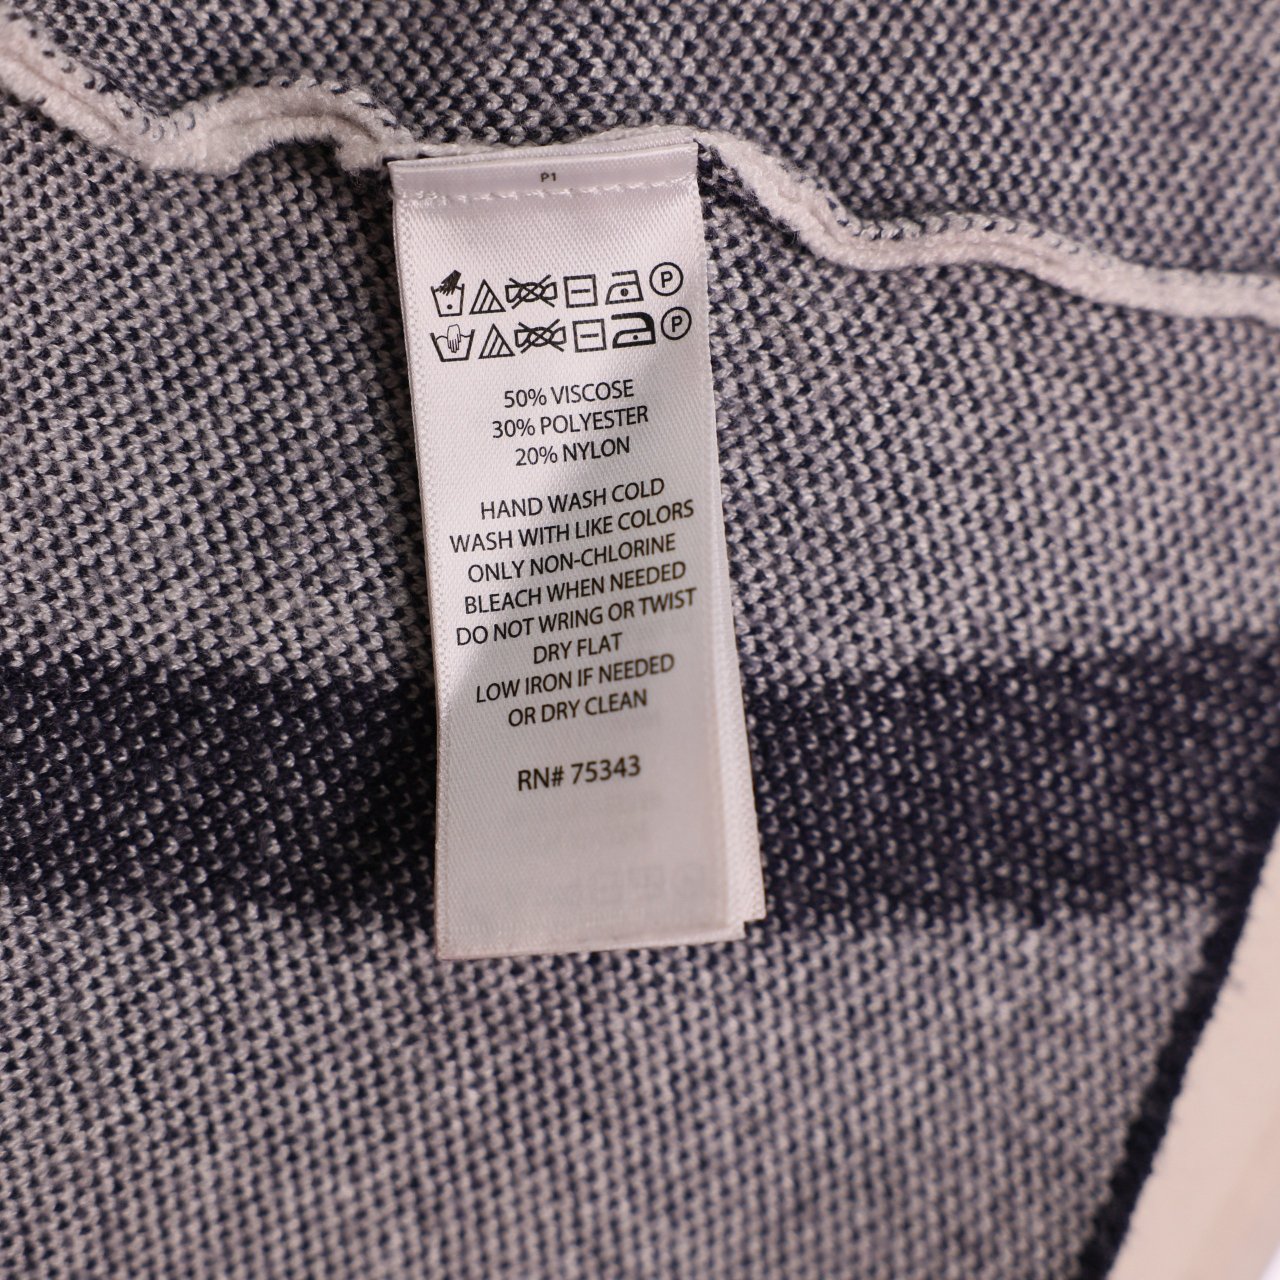 P1
P
P
50% VISCOSE
30% POLYESTER
20% NYLON
HAND WASH COLD
WASH WITH LIKE COLORS
ONLY NON-CHLORINE
BLEACH WHEN NEEDED
DO NOT WRING OR TWIST
DRY FLAT
LOW IRON IF NEEDED
OR DRY CLEAN
RN# 75343